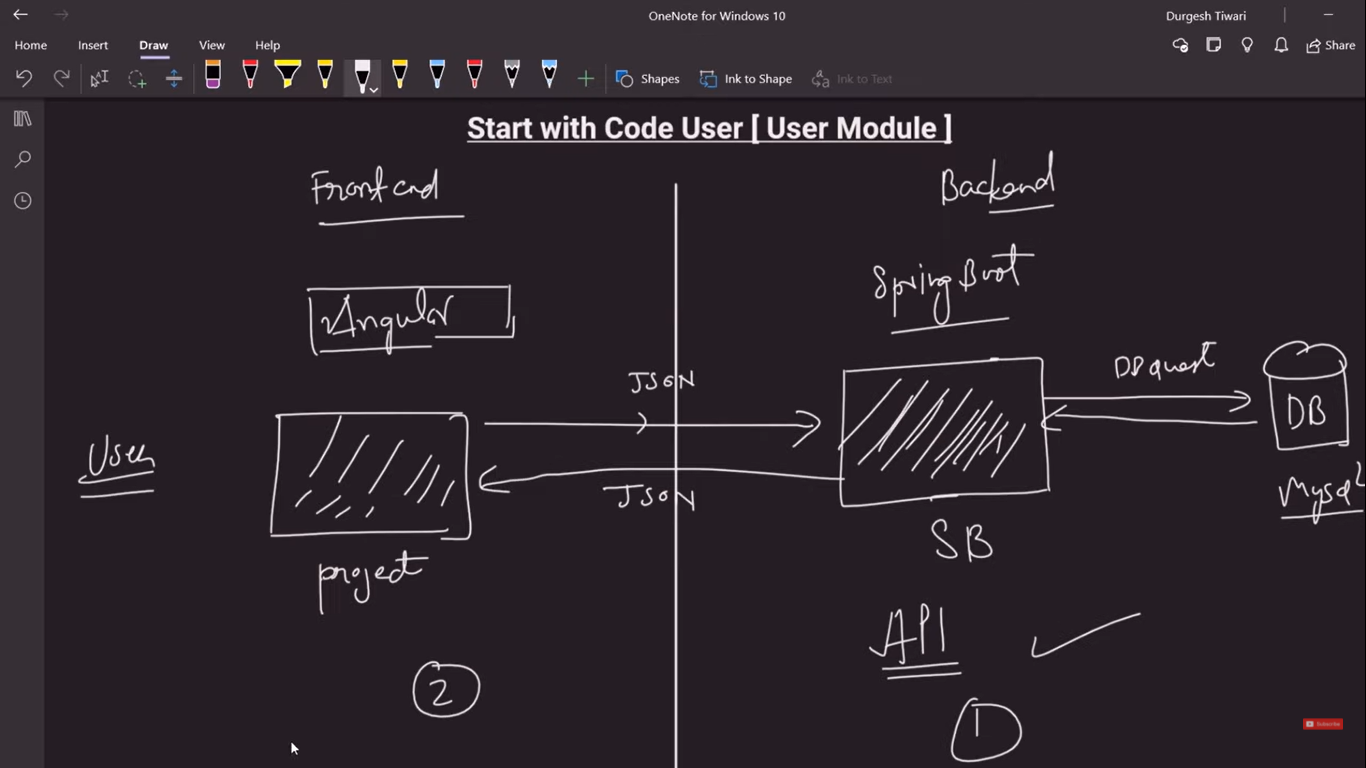 OneNote for Windows 10
Durgesh Tiwari
Home Insert Draw View Help
Share
Shapes
Ink to Shape
Ink to Text
Start with Code User [ User Module ]
Frontend
Backend
Angular
Spring Boot
JSON
JSON
User
project
DB
Mysql
SB
API
2
1
Subscribe